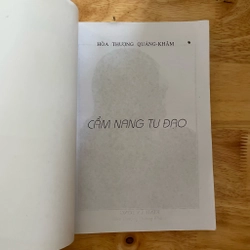 HÒA THƯỢNG QUẢNG-KHÂM
CẨM NANG TU ĐẠO